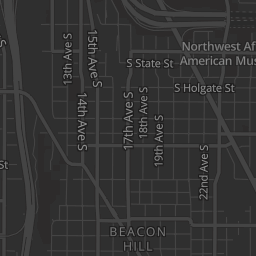 S
13th Ave S
15th Ave S
Northwest Af
American Mus
S State St
S Holgate St
14th Ave S
17th Ave S
18th Ave S
19th Ave S
22nd Ave S
St
BEACON
HILL